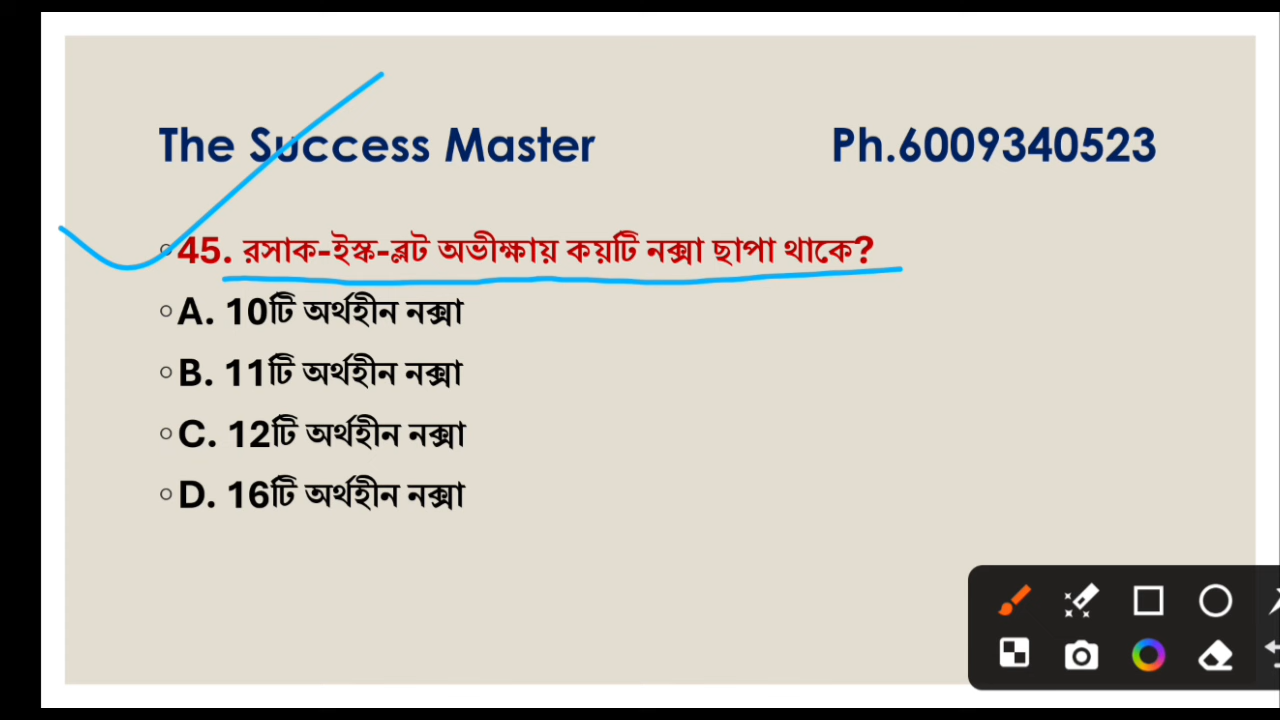 The Success Master Ph.6009340523
45. রসাক-ইস্ক-ব্লট অভীক্ষায় কয়টি নক্সা ছাপা থাকে?
A. 10টি অর্থহীন নক্সা
B. 11টি অর্থহীন নক্সা
C. 12টি অর্থহীন নক্সা
D. 16টি অর্থহীন নক্সা